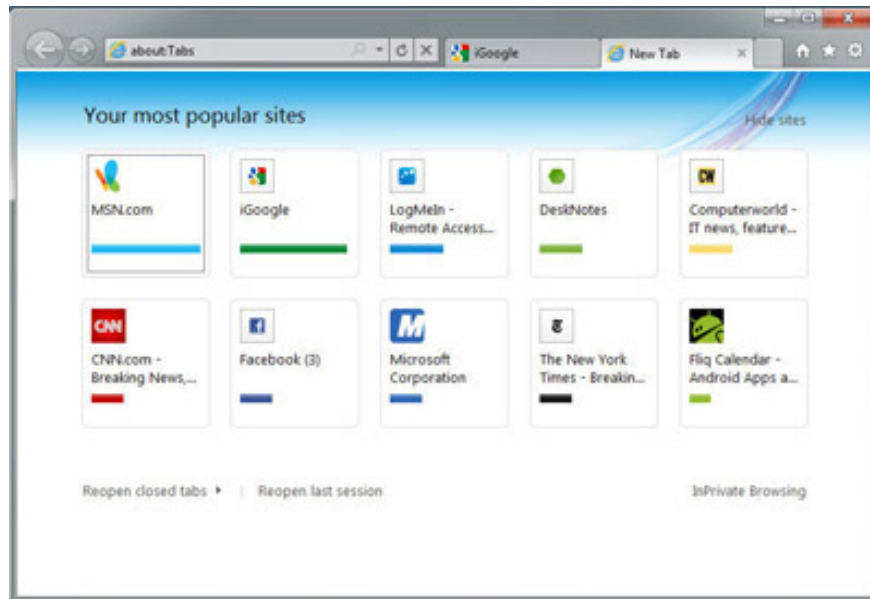 about:Tabs
iGoogle
New Tab
Your most popular sites
Hide sites
MSN.com
iGoogle
LogMeIn -
Remote Access...
DeskNotes
CW
Computerworld -
IT news, feature...
CNN
CNN.com -
Breaking News,...
Facebook (3)
Microsoft
Corporation
The New York
Times - Breakin...
Fliq Calendar -
Android Apps a...
Reopen closed tabs
Reopen last session
InPrivate Browsing